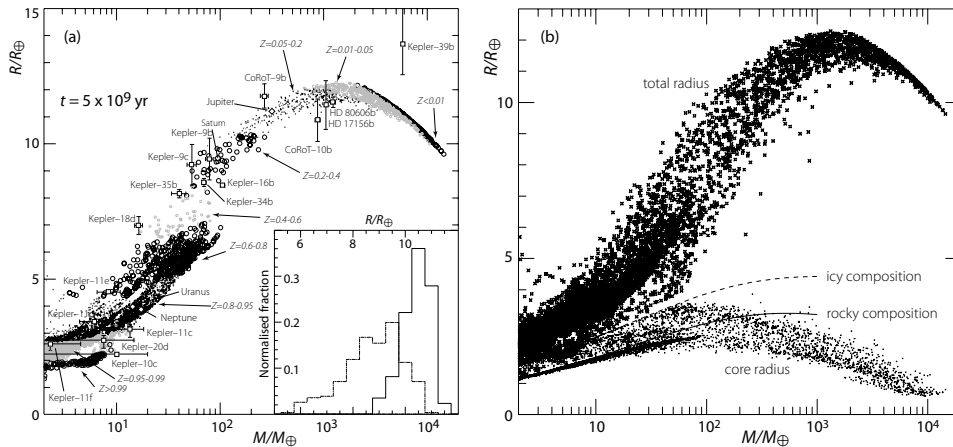 (a)
R/R⊕
t = 5 x 10⁹ yr
Z=0.05-0.2
Z=0.01-0.05
Kepler-39b
CoRoT-9b
Jupiter
Saturn
Kepler-9b
HD 80606b
HD 17156b
Z<0.01
Kepler-9c
CoRoT-10b
Z=0.2-0.4
Kepler-35b
Kepler-16b
Kepler-34b
Kepler-18d
Z=0.4-0.6
Z=0.6-0.8
Kepler-11e
Uranus
Z=0.8-0.95
Neptune
Kepler-11c
Kepler-20d
Kepler-10c
Z=0.95-0.99
Z>0.99
Kepler-11f
15
10
5
0
10¹
10²
10³
10⁴
M/M⊕
R/R⊕
6
8
10
Normalised fraction
0.3
0.2
0.1
(b)
R/R⊕
total radius
icy composition
rocky composition
core radius
15
10
5
0
10
10²
10³
10⁴
M/M⊕